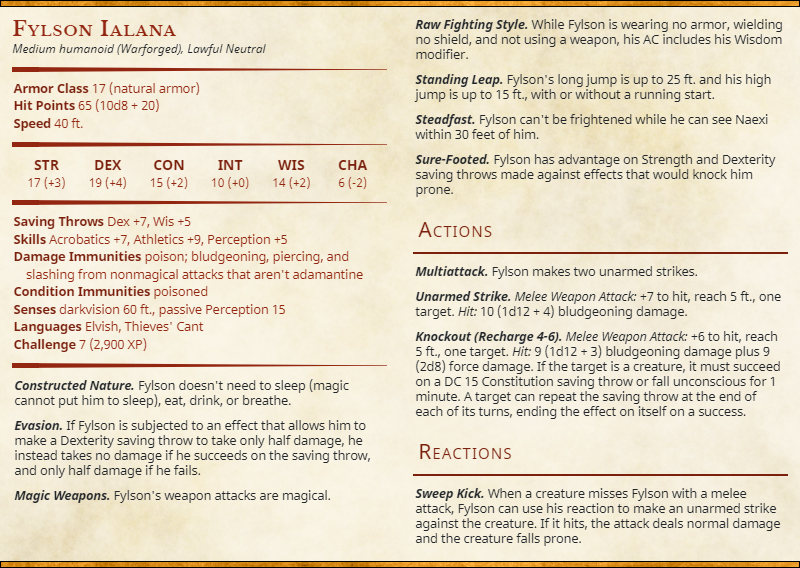 Fylson Ialana
Medium humanoid (Warforged), Lawful Neutral
Armor Class 17 (natural armor)
Hit Points 65 (10d8 + 20)
Speed 40 ft.
STR DEX CON INT WIS CHA
17 (+3) 19 (+4) 15 (+2) 10 (+0) 14 (+2) 6 (-2)
Saving Throws Dex +7, Wis +5
Skills Acrobatics +7, Athletics +9, Perception +5
Damage Immunities poison; bludgeoning, piercing, and
slashing from nonmagical attacks that aren't adamantine
Condition Immunities poisoned
Senses darkvision 60 ft., passive Perception 15
Languages Elvish, Thieves' Cant
Challenge 7 (2,900 XP)
Constructed Nature. Fylson doesn't need to sleep (magic
cannot put him to sleep), eat, drink, or breathe.
Evasion. If Fylson is subjected to an effect that allows him to
make a Dexterity saving throw to take only half damage, he
instead takes no damage if he succeeds on the saving throw,
and only half damage if he fails.
Magic Weapons. Fylson's weapon attacks are magical.
Raw Fighting Style. While Fylson is wearing no armor, wielding
no shield, and not using a weapon, his AC includes his Wisdom
modifier.
Standing Leap. Fylson's long jump is up to 25 ft. and his high
jump is up to 15 ft., with or without a running start.
Steadfast. Fylson can't be frightened while he can see Naexi
within 30 feet of him.
Sure-Footed. Fylson has advantage on Strength and Dexterity
saving throws made against effects that would knock him
prone.
Actions
Multiattack. Fylson makes two unarmed strikes.
Unarmed Strike. Melee Weapon Attack: +7 to hit, reach 5 ft., one
target. Hit: 10 (1d12 + 4) bludgeoning damage.
Knockout (Recharge 4-6). Melee Weapon Attack: +6 to hit, reach
5 ft., one target. Hit: 9 (1d12 + 3) bludgeoning damage plus 9
(2d8) force damage. If the target is a creature, it must succeed
on a DC 15 Constitution saving throw or fall unconscious for 1
minute. A target can repeat the saving throw at the end of
each of its turns, ending the effect on itself on a success.
Reactions
Sweep Kick. When a creature misses Fylson with a melee
attack, Fylson can use his reaction to make an unarmed strike
against the creature. If it hits, the attack deals normal damage
and the creature falls prone.